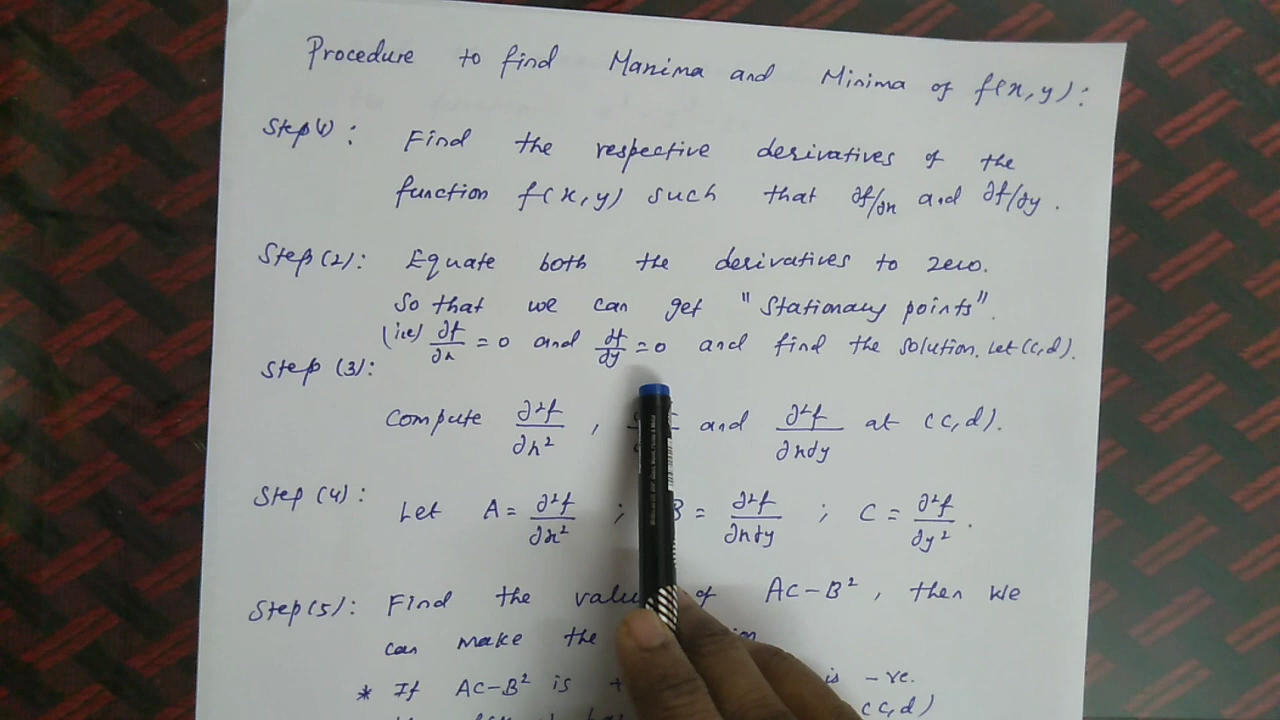 Procedure to find Maxima and Minima of f(x,y):
Step(1): Find the respective derivatives of the
function f(x,y) such that ∂f/∂x and ∂f/∂y.
Step(2): Equate both the derivatives to zero.
So that we can get "Stationary points".
(i.e) ∂f/∂x = 0 and ∂f/∂y = 0 and find the solution. Let (c,d).
Step (3):
Compute ∂²f/∂x² , and ∂²f/∂x∂y at (c,d).
Step (4): Let A = ∂²f/∂x² ; B = ∂²f/∂x∂y ; C = ∂²f/∂y².
Step(5): Find the of AC-B², then we
can make the
* If AC-B² is is -ve.
(c,d)